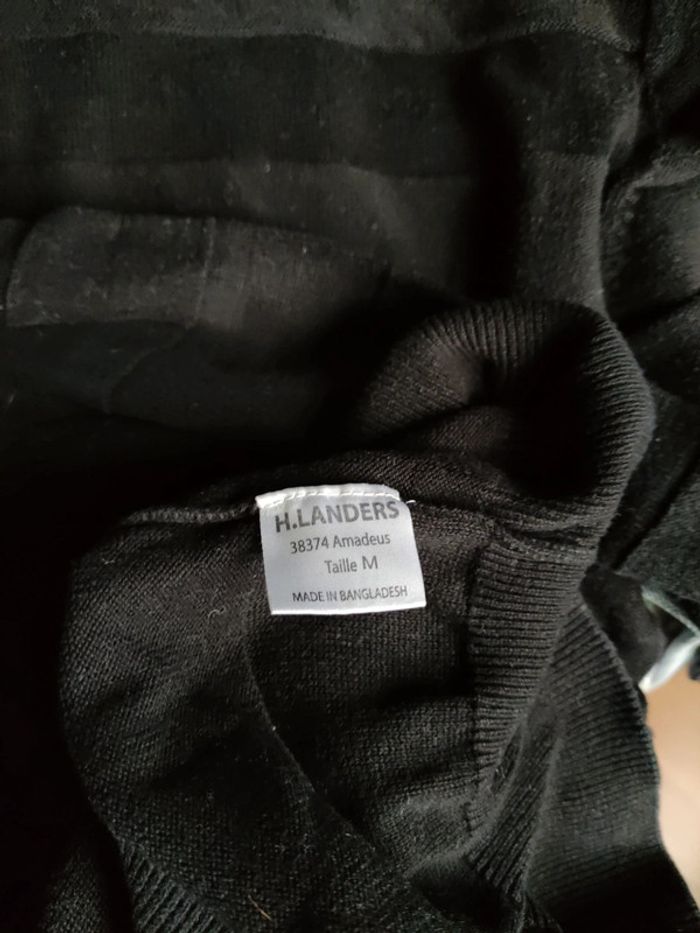 H.LANDERS
38374 Amadeus
Taille M
MADE IN BANGLADESH